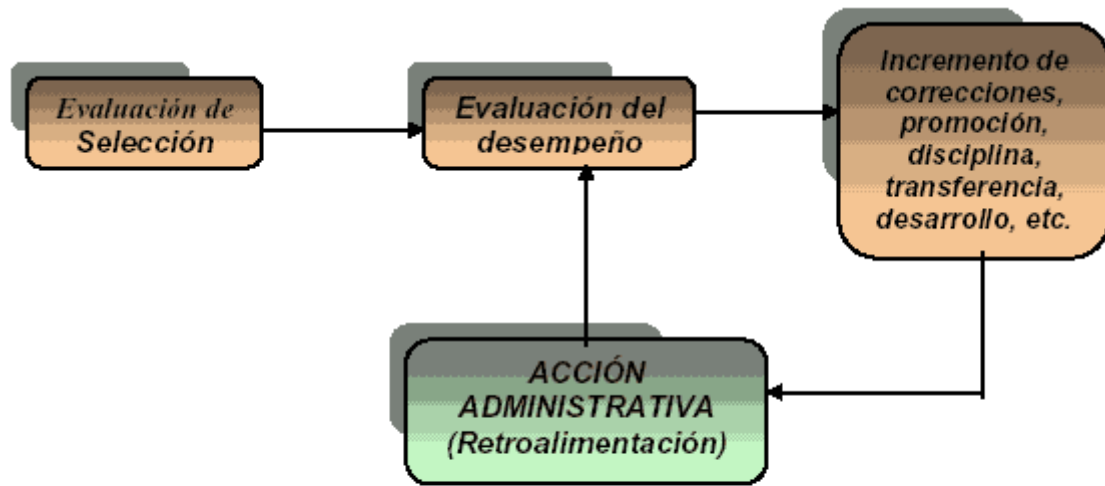 Evaluación de
Selección
Evaluación del
desempeño
Incremento de
correcciones,
promoción,
disciplina,
transferencia,
desarrollo, etc.
ACCIÓN
ADMINISTRATIVA
(Retroalimentación)